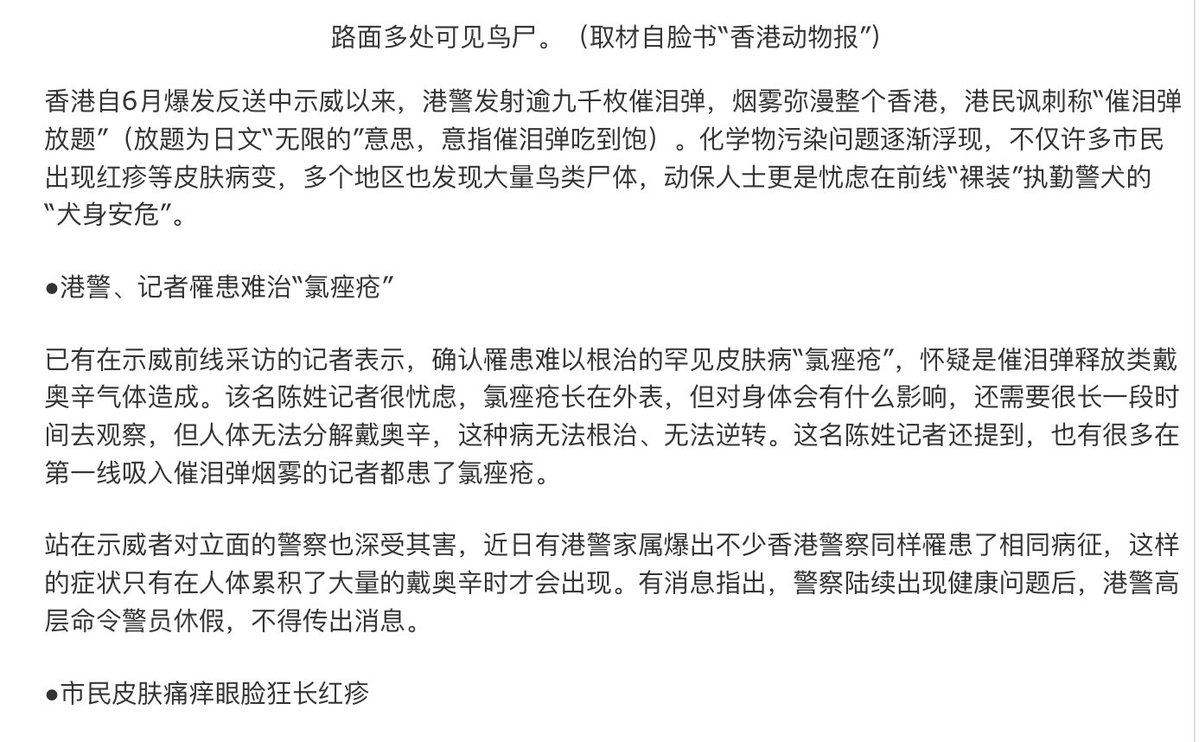 路面多处可见鸟尸。（取材自脸书“香港动物报”)
香港自6月爆发反送中示威以来，港警发射逾九千枚催泪弹，烟雾弥漫整个香港，港民讽刺称“催泪弹
放题”（放题为日文“无限的”意思，意指催泪弹吃到饱）。化学物污染问题逐渐浮现，不仅许多市民
出现红疹等皮肤病变，多个地区也发现大量鸟类尸体，动保人士更是忧虑在前线“裸装”执勤警犬的
“犬身安危”。
●港警、记者罹患难治“氯痤疮”
已有在示威前线采访的记者表示，确认罹患难以根治的罕见皮肤病“氯痤疮”，怀疑是催泪弹释放类戴
奥辛气体造成。该名陈姓记者很忧虑，氯痤疮长在外表，但对身体会有什么影响，还需要很长一段时
间去观察，但人体无法分解戴奥辛，这种病无法根治、无法逆转。这名陈姓记者还提到，也有很多在
第一线吸入催泪弹烟雾的记者都患了氯痤疮。
站在示威者对立面的警察也深受其害，近日有港警家属爆出不少香港警察同样罹患了相同病征，这样
的症状只有在人体累积了大量的戴奥辛时才会出现。有消息指出，警察陆续出现健康问题后，港警高
层命令警员休假，不得传出消息。
●市民皮肤痛痒眼脸狂长红疹